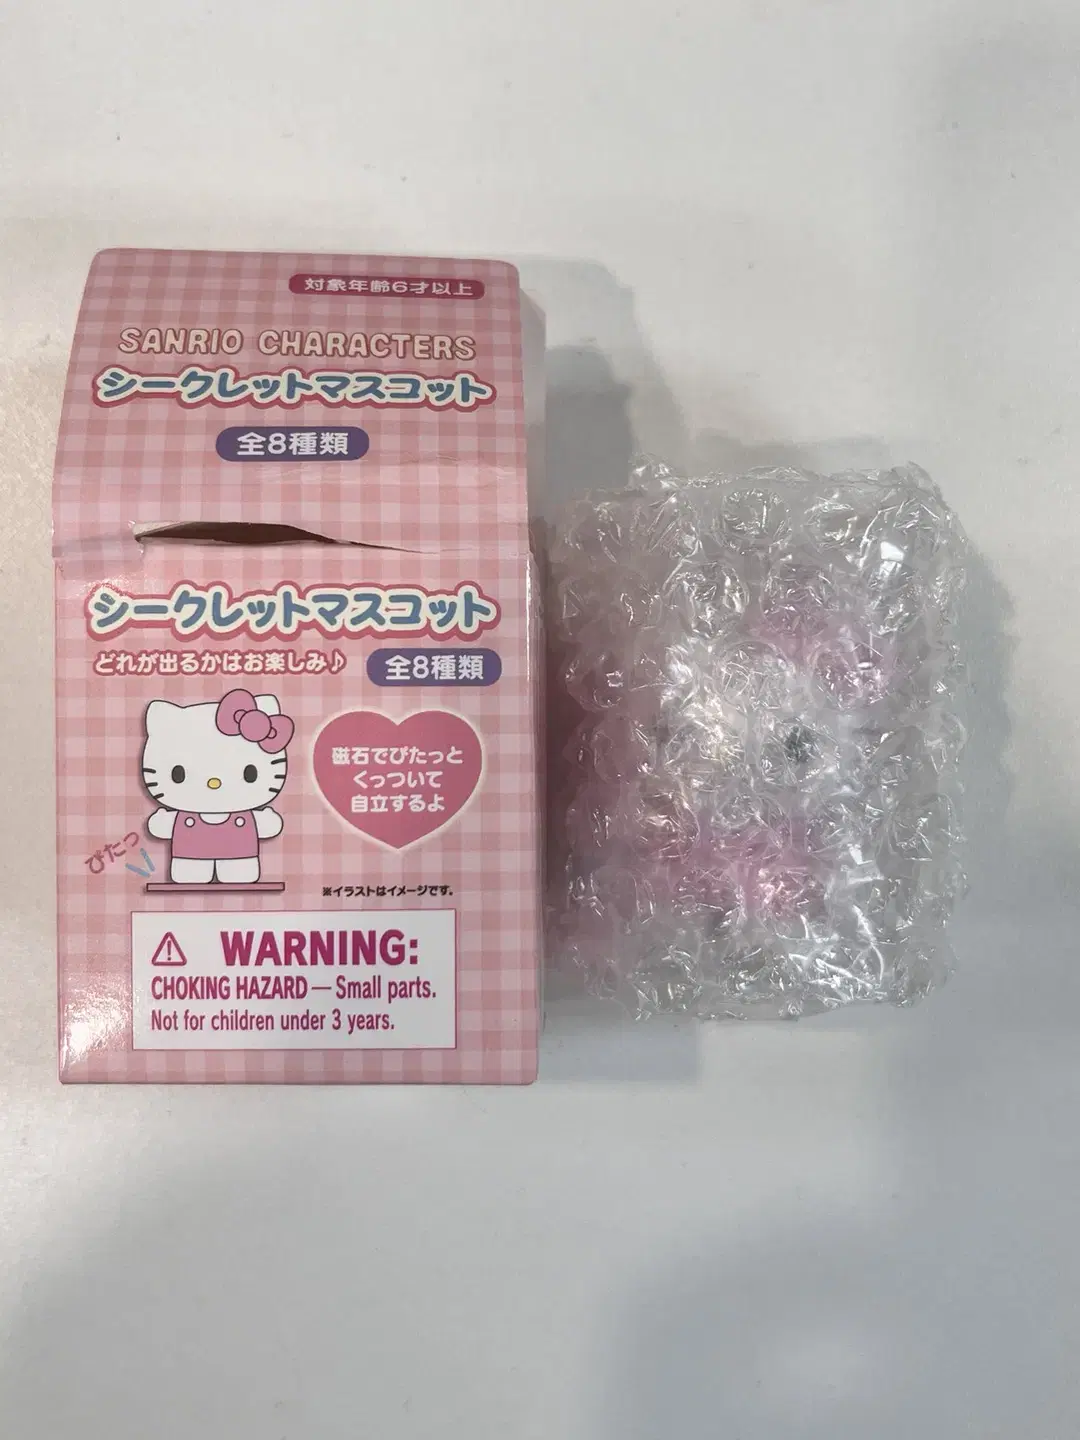 対象年齢6才以上
SANRIO CHARACTERS
シークレットマスコット
全8種類
シークレットマスコット
どれが出るかはお楽しみ♪
全8種類
磁石でぴたっと
くっついて
自立するよ
ぴたっ
※イラストはイメージです。
⚠ WARNING:
CHOKING HAZARD — Small parts.
Not for children under 3 years.